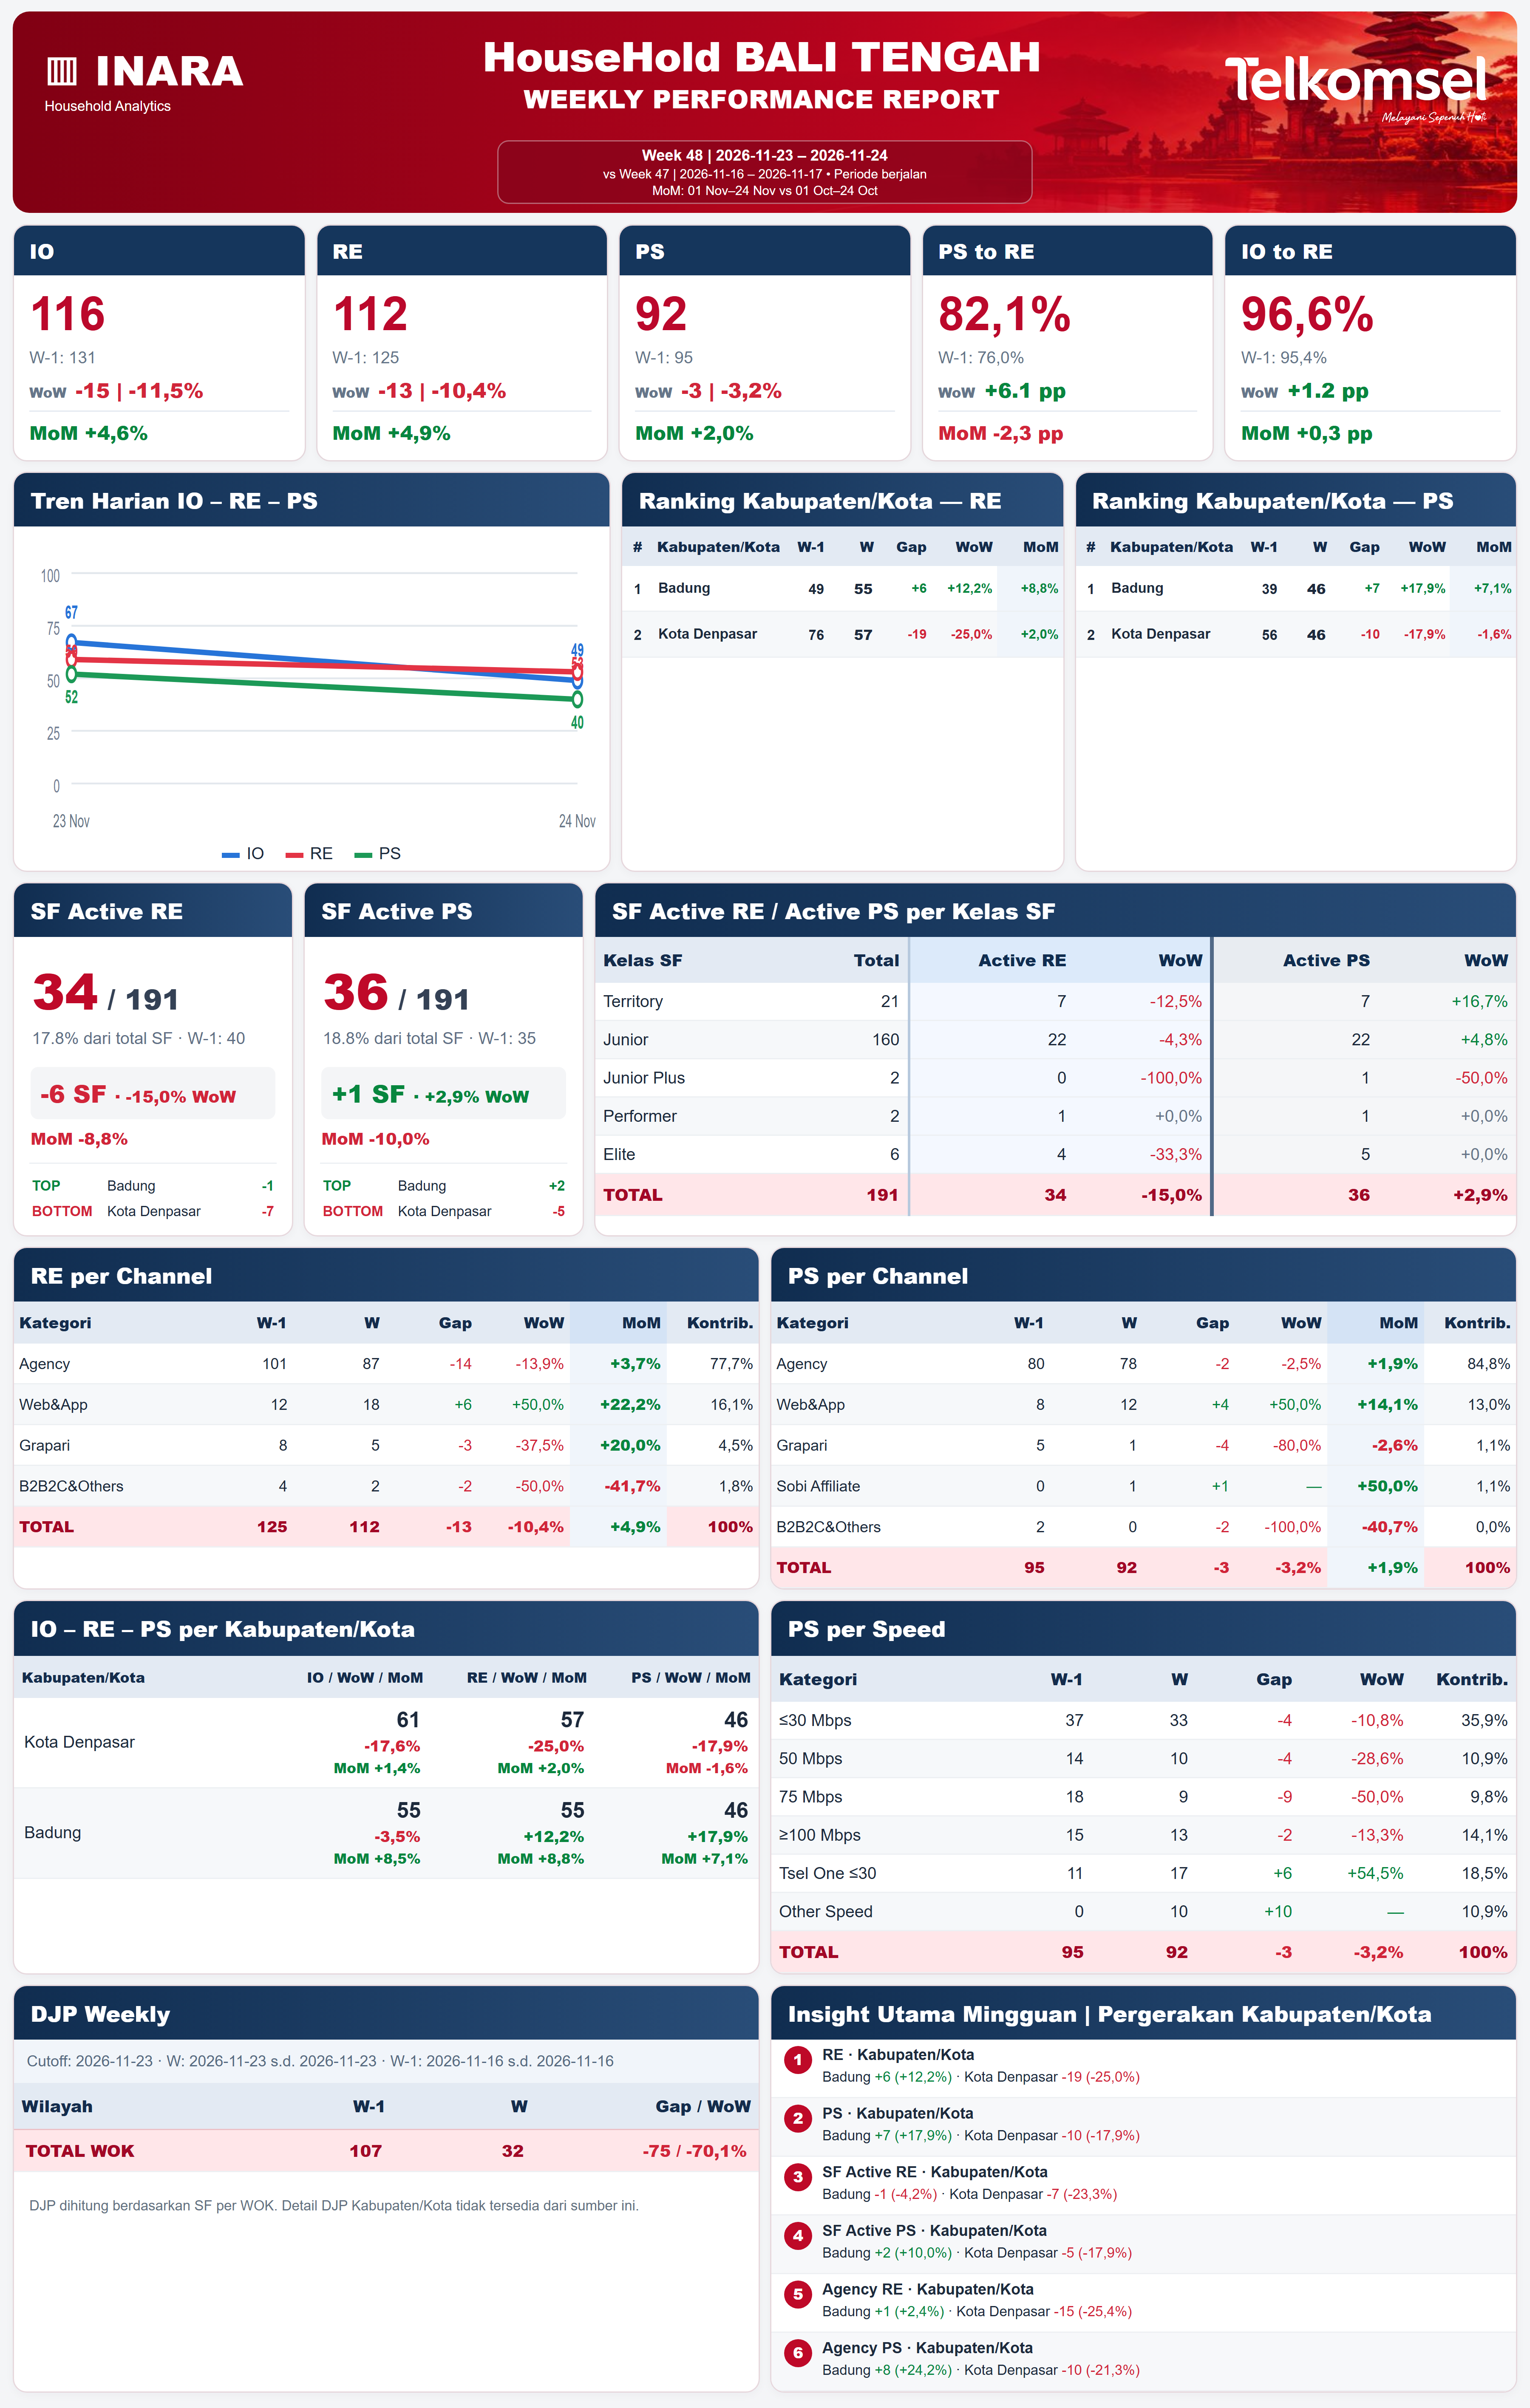 INARA
Household Analytics
HouseHold BALI TENGAH
WEEKLY PERFORMANCE REPORT
Week 48 | 2026-11-23 – 2026-11-24
vs Week 47 | 2026-11-16 – 2026-11-17 • Periode berjalan
MoM: 01 Nov–24 Nov vs 01 Oct–24 Oct
Telkomsel
Melayani Sepenuh Hati
IO
116
W-1: 131
WoW -15 | -11,5%
MoM +4,6%
RE
112
W-1: 125
WoW -13 | -10,4%
MoM +4,9%
PS
92
W-1: 95
WoW -3 | -3,2%
MoM +2,0%
PS to RE
82,1%
W-1: 76,0%
WoW +6.1 pp
MoM -2,3 pp
IO to RE
96,6%
W-1: 95,4%
WoW +1.2 pp
MoM +0,3 pp
Tren Harian IO – RE – PS
100
75
50
25
0
67
52
49
40
23 Nov 24 Nov
IO RE PS
Ranking Kabupaten/Kota — RE
# Kabupaten/Kota W-1 W Gap WoW MoM
1 Badung 49 55 +6 +12,2% +8,8%
2 Kota Denpasar 76 57 -19 -25,0% +2,0%
Ranking Kabupaten/Kota — PS
# Kabupaten/Kota W-1 W Gap WoW MoM
1 Badung 39 46 +7 +17,9% +7,1%
2 Kota Denpasar 56 46 -10 -17,9% -1,6%
SF Active RE
34 / 191
17.8% dari total SF · W-1: 40
-6 SF · -15,0% WoW
MoM -8,8%
TOP Badung -1
BOTTOM Kota Denpasar -7
SF Active PS
36 / 191
18.8% dari total SF · W-1: 35
+1 SF · +2,9% WoW
MoM -10,0%
TOP Badung +2
BOTTOM Kota Denpasar -5
SF Active RE / Active PS per Kelas SF
Kelas SF Total Active RE WoW Active PS WoW
Territory 21 7 -12,5% 7 +16,7%
Junior 160 22 -4,3% 22 +4,8%
Junior Plus 2 0 -100,0% 1 -50,0%
Performer 2 1 +0,0% 1 +0,0%
Elite 6 4 -33,3% 5 +0,0%
TOTAL 191 34 -15,0% 36 +2,9%
RE per Channel
Kategori W-1 W Gap WoW MoM Kontrib.
Agency 101 87 -14 -13,9% +3,7% 77,7%
Web&App 12 18 +6 +50,0% +22,2% 16,1%
Grapari 8 5 -3 -37,5% +20,0% 4,5%
B2B2C&Others 4 2 -2 -50,0% -41,7% 1,8%
TOTAL 125 112 -13 -10,4% +4,9% 100%
PS per Channel
Kategori W-1 W Gap WoW MoM Kontrib.
Agency 80 78 -2 -2,5% +1,9% 84,8%
Web&App 8 12 +4 +50,0% +14,1% 13,0%
Grapari 5 1 -4 -80,0% -2,6% 1,1%
Sobi Affiliate 0 1 +1 — +50,0% 1,1%
B2B2C&Others 2 0 -2 -100,0% -40,7% 0,0%
TOTAL 95 92 -3 -3,2% +1,9% 100%
IO – RE – PS per Kabupaten/Kota
Kabupaten/Kota IO / WoW / MoM RE / WoW / MoM PS / WoW / MoM
61 57 46
Kota Denpasar -17,6% -25,0% -17,9%
MoM +1,4% MoM +2,0% MoM -1,6%
55 55 46
Badung -3,5% +12,2% +17,9%
MoM +8,5% MoM +8,8% MoM +7,1%
PS per Speed
Kategori W-1 W Gap WoW Kontrib.
≤30 Mbps 37 33 -4 -10,8% 35,9%
50 Mbps 14 10 -4 -28,6% 10,9%
75 Mbps 18 9 -9 -50,0% 9,8%
≥100 Mbps 15 13 -2 -13,3% 14,1%
Tsel One ≤30 11 17 +6 +54,5% 18,5%
Other Speed 0 10 +10 — 10,9%
TOTAL 95 92 -3 -3,2% 100%
DJP Weekly
Cutoff: 2026-11-23 · W: 2026-11-23 s.d. 2026-11-23 · W-1: 2026-11-16 s.d. 2026-11-16
Wilayah W-1 W Gap / WoW
TOTAL WOK 107 32 -75 / -70,1%
DJP dihitung berdasarkan SF per WOK. Detail DJP Kabupaten/Kota tidak tersedia dari sumber ini.
Insight Utama Mingguan | Pergerakan Kabupaten/Kota
1 RE · Kabupaten/Kota
Badung +6 (+12,2%) · Kota Denpasar -19 (-25,0%)
2 PS · Kabupaten/Kota
Badung +7 (+17,9%) · Kota Denpasar -10 (-17,9%)
3 SF Active RE · Kabupaten/Kota
Badung -1 (-4,2%) · Kota Denpasar -7 (-23,3%)
4 SF Active PS · Kabupaten/Kota
Badung +2 (+10,0%) · Kota Denpasar -5 (-17,9%)
5 Agency RE · Kabupaten/Kota
Badung +1 (+2,4%) · Kota Denpasar -15 (-25,4%)
6 Agency PS · Kabupaten/Kota
Badung +8 (+24,2%) · Kota Denpasar -10 (-21,3%)